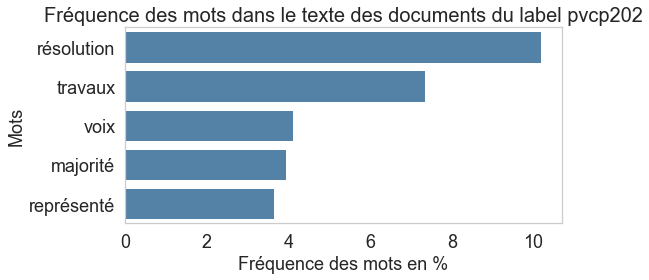 Fréquence des mots dans le texte des documents du label pvcp202
résolution
travaux
voix
majorité
représenté
Mots
0 2 4 6 8 10
Fréquence des mots en %